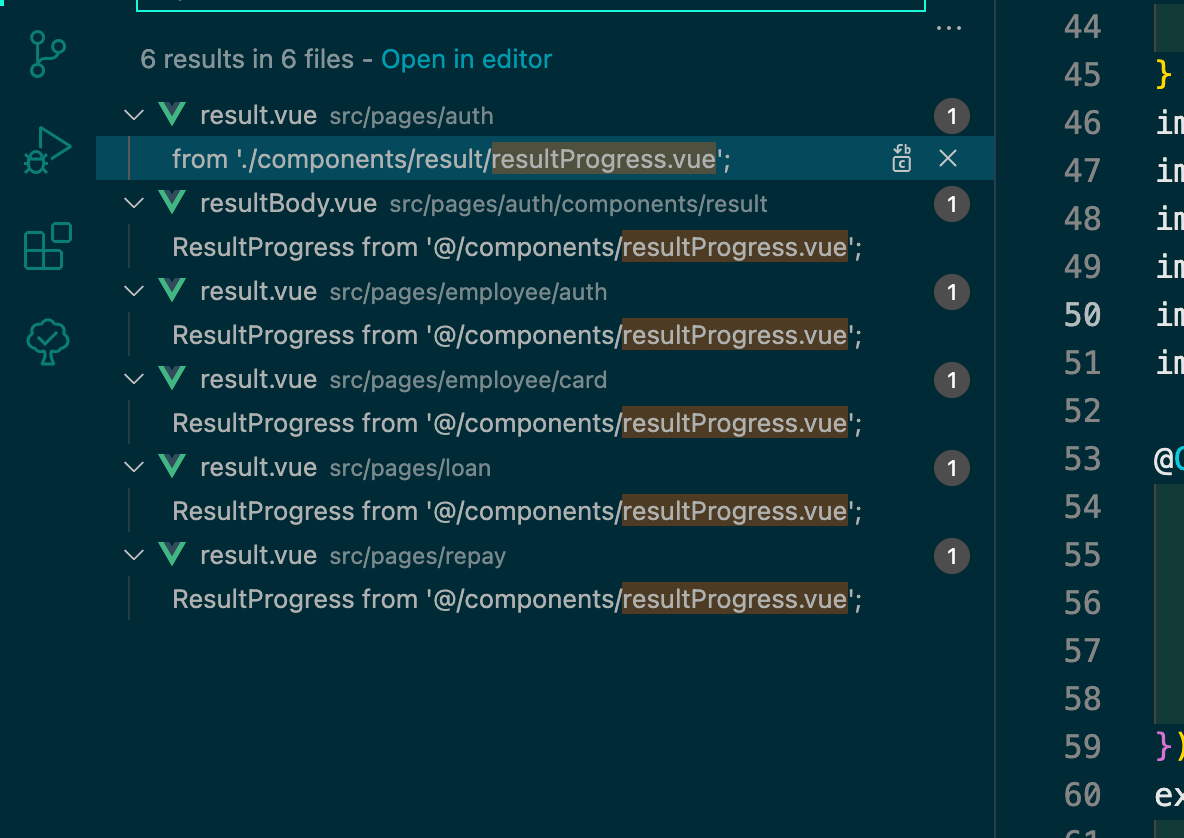 6 results in 6 files - Open in editor
result.vue src/pages/auth 1
from './components/result/resultProgress.vue';
resultBody.vue src/pages/auth/components/result 1
ResultProgress from '@/components/resultProgress.vue';
result.vue src/pages/employee/auth 1
ResultProgress from '@/components/resultProgress.vue';
result.vue src/pages/employee/card 1
ResultProgress from '@/components/resultProgress.vue';
result.vue src/pages/loan 1
ResultProgress from '@/components/resultProgress.vue';
result.vue src/pages/repay 1
ResultProgress from '@/components/resultProgress.vue';
44
45 }
46 im
47 im
48 im
49 im
50 im
51 im
52
53 @
54
55
56
57
58
59 })
60 ex
61